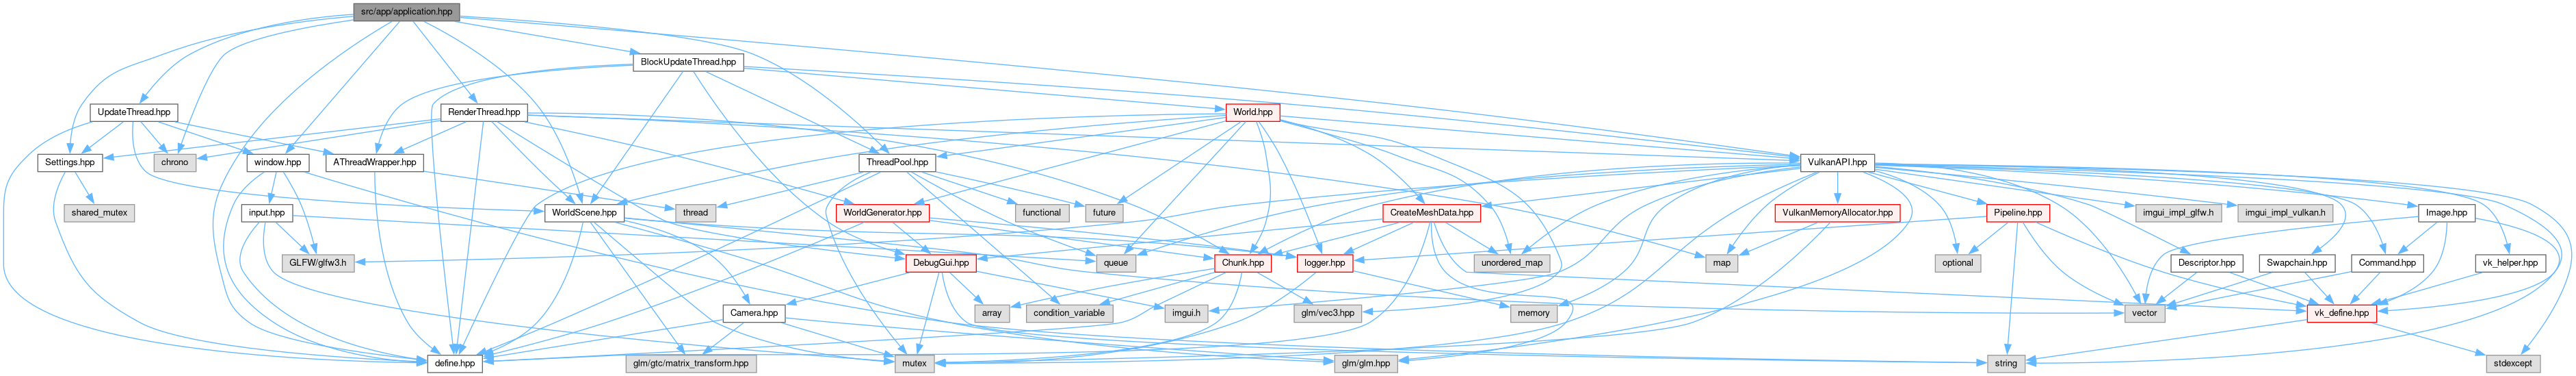 src/app/application.hpp
BlockUpdateThread.hpp
UpdateThread.hpp
RenderThread.hpp
World.hpp
Settings.hpp
chrono
window.hpp
AThreadWrapper.hpp
ThreadPool.hpp
VulkanAPI.hpp
shared_mutex
input.hpp
WorldScene.hpp
thread
WorldGenerator.hpp
functional
future
CreateMeshData.hpp
VulkanMemoryAllocator.hpp
Pipeline.hpp
imgui_impl_glfw.h
imgui_impl_vulkan.h
Image.hpp
GLFW/glfw3.h
DebugGui.hpp
queue
Chunk.hpp
logger.hpp
unordered_map
map
optional
Descriptor.hpp
Swapchain.hpp
Command.hpp
vk_helper.hpp
Camera.hpp
array
condition_variable
imgui.h
glm/vec3.hpp
memory
vector
vk_define.hpp
define.hpp
glm/gtc/matrix_transform.hpp
mutex
glm/glm.hpp
string
stdexcept